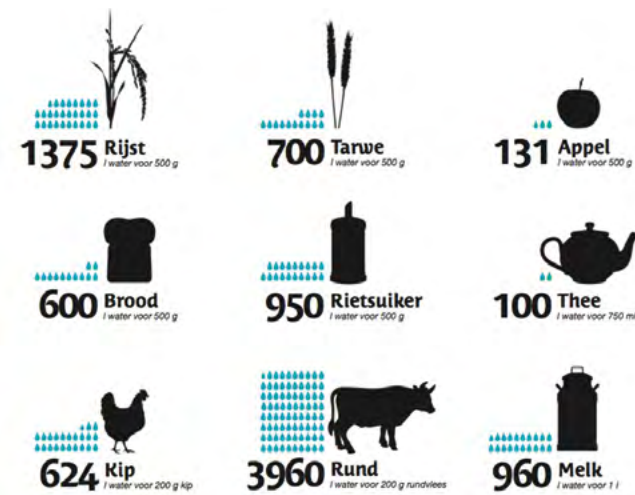 1375 Rijst
l water voor 500 g
700 Tarwe
l water voor 500 g
131 Appel
l water voor 500 g
600 Brood
l water voor 500 g
950 Rietsuiker
l water voor 500 g
100 Thee
l water voor 750 ml
624 Kip
l water voor 200 g kip
3960 Rund
l water voor 200 g rundvlees
960 Melk
l water voor 1 l